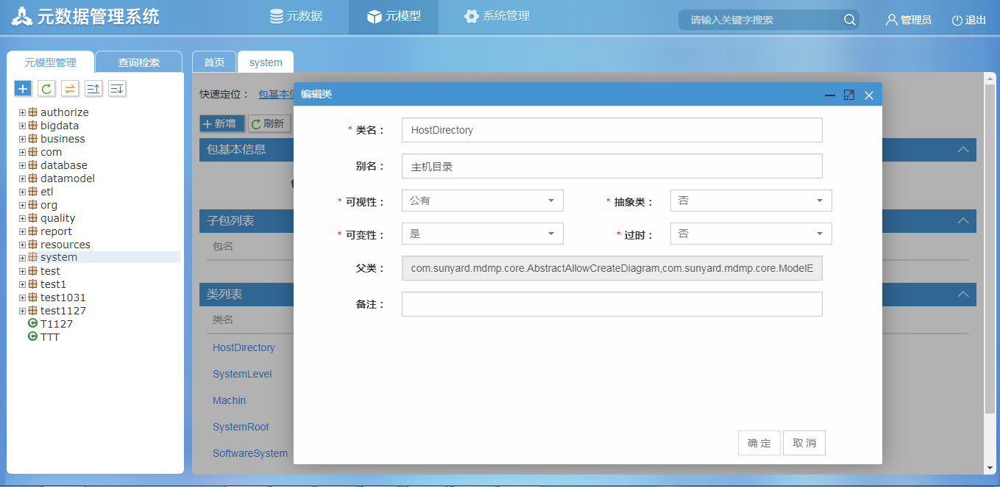 元数据管理系统
元数据
元模型
系统管理
请输入关键字搜索
管理员
退出
元模型管理
查询检索
首页
system
authorize
bigdata
business
com
database
datamodel
etl
org
quality
report
resources
system
test
test1
test1031
test1127
T1127
TTT
快速定位：
包基本信
新增
刷新
包基本信息
子包列表
包名
类列表
类名
HostDirectory
SystemLevel
Machin
SystemRoot
SoftwareSystem
编辑类
* 类名：
HostDirectory
别名：
主机目录
* 可视性：
公有
* 抽象类：
否
* 可变性：
是
* 过时：
否
父类：
com.sunyard.mdmp.core.AbstractAllowCreateDiagram,com.sunyard.mdmp.core.ModelE
备注：
确 定
取 消